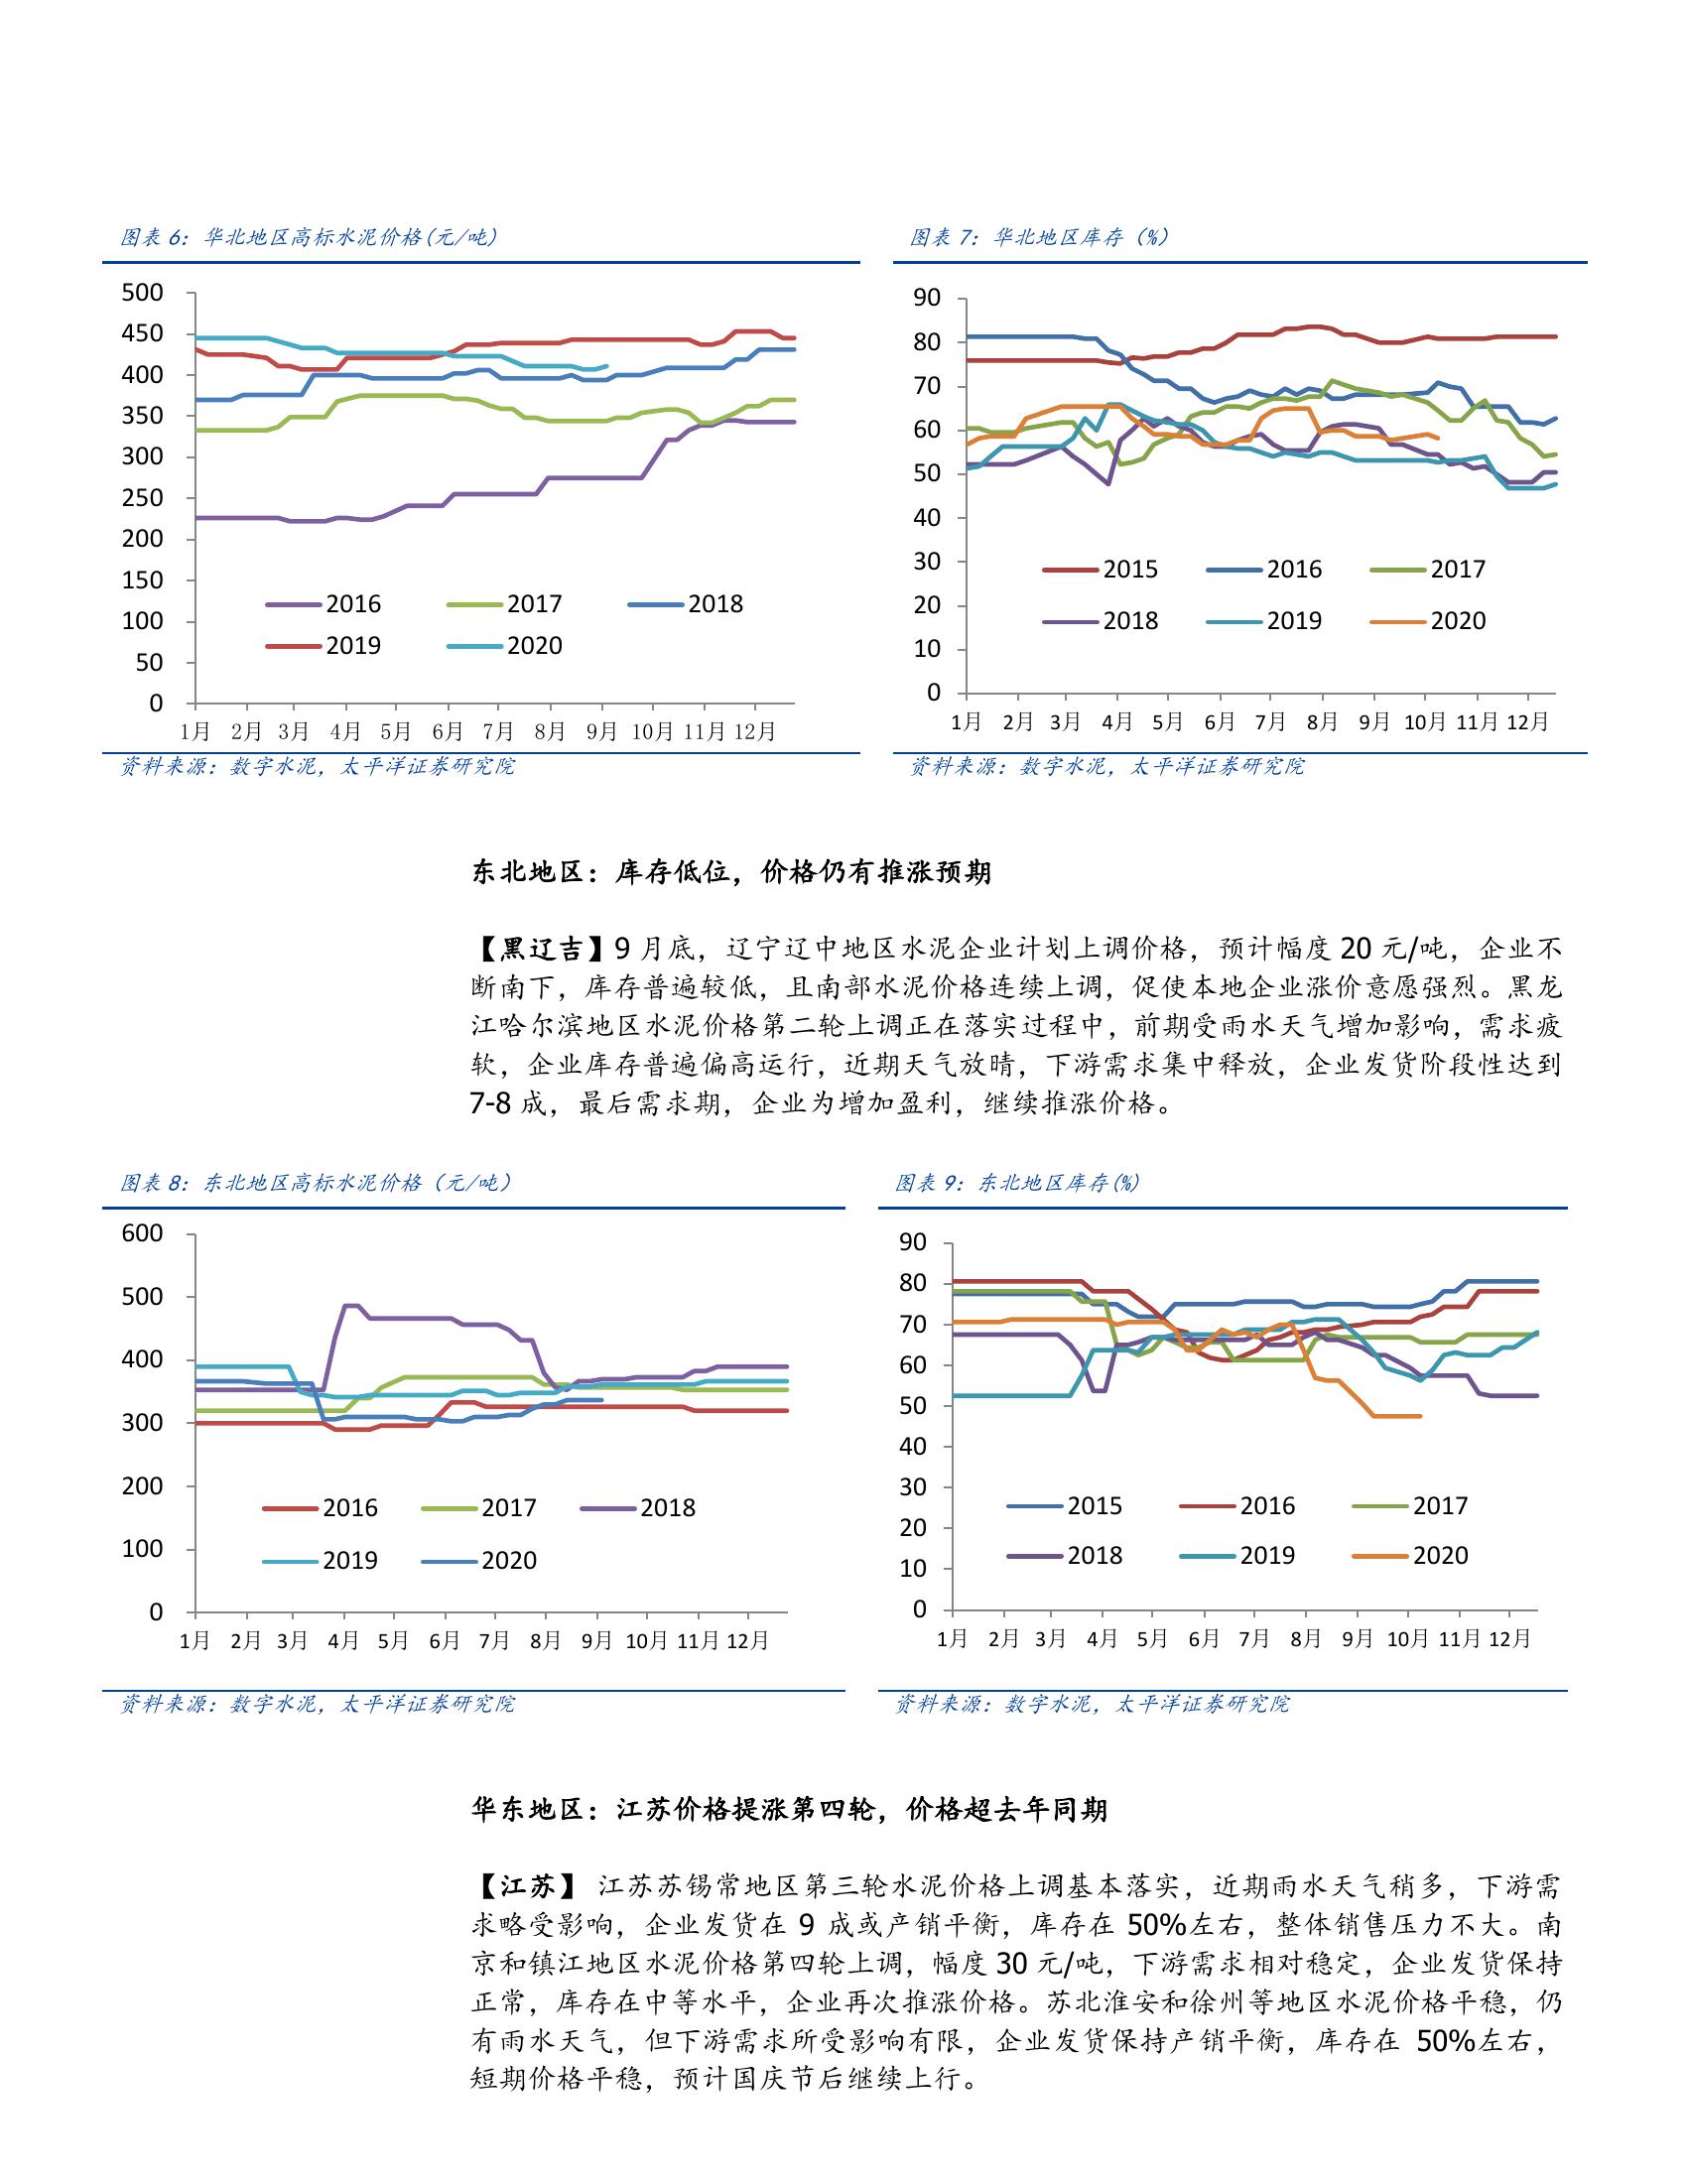 图表 6：华北地区高标水泥价格(元/吨)
500
450
400
350
300
250
200
150
100
50
0
2016 2017 2018
2019 2020
1月 2月 3月 4月 5月 6月 7月 8月 9月 10月 11月 12月
资料来源：数字水泥，太平洋证券研究院
图表 7：华北地区库存（%）
90
80
70
60
50
40
30
20
10
0
2015 2016 2017
2018 2019 2020
1月 2月 3月 4月 5月 6月 7月 8月 9月 10月 11月 12月
资料来源：数字水泥，太平洋证券研究院
东北地区：库存低位，价格仍有推涨预期
【黑辽吉】9 月底，辽宁辽中地区水泥企业计划上调价格，预计幅度 20 元/吨，企业不
断南下，库存普遍较低，且南部水泥价格连续上调，促使本地企业涨价意愿强烈。黑龙
江哈尔滨地区水泥价格第二轮上调正在落实过程中，前期受雨水天气增加影响，需求疲
软，企业库存普遍偏高运行，近期天气放晴，下游需求集中释放，企业发货阶段性达到
7-8 成，最后需求期，企业为增加盈利，继续推涨价格。
图表 8：东北地区高标水泥价格（元/吨）
600
500
400
300
200
100
0
2016 2017 2018
2019 2020
1月 2月 3月 4月 5月 6月 7月 8月 9月 10月 11月 12月
资料来源：数字水泥，太平洋证券研究院
图表 9：东北地区库存(%)
90
80
70
60
50
40
30
20
10
0
2015 2016 2017
2018 2019 2020
1月 2月 3月 4月 5月 6月 7月 8月 9月 10月 11月 12月
资料来源：数字水泥，太平洋证券研究院
华东地区：江苏价格提涨第四轮，价格超去年同期
【江苏】 江苏苏锡常地区第三轮水泥价格上调基本落实，近期雨水天气稍多，下游需
求略受影响，企业发货在 9 成或产销平衡，库存在 50%左右，整体销售压力不大。南
京和镇江地区水泥价格第四轮上调，幅度 30 元/吨，下游需求相对稳定，企业发货保持
正常，库存在中等水平，企业再次推涨价格。苏北淮安和徐州等地区水泥价格平稳，仍
有雨水天气，但下游需求所受影响有限，企业发货保持产销平衡，库存在 50%左右，
短期价格平稳，预计国庆节后继续上行。